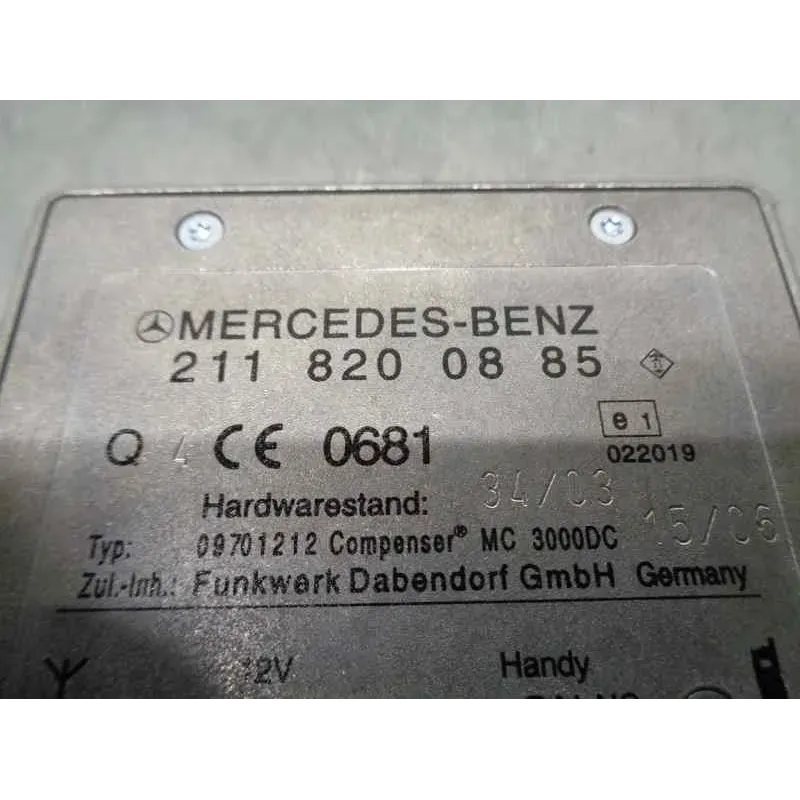 MERCEDES-BENZ
211 820 08 85
Q 4 CE 0681
e 1
022019
Hardwarestand: 34/03
15/06
Typ: 09701212 Compenser® MC 3000DC
Zul.-Inh.: Funkwerk Dabendorf GmbH Germany
12V Handy